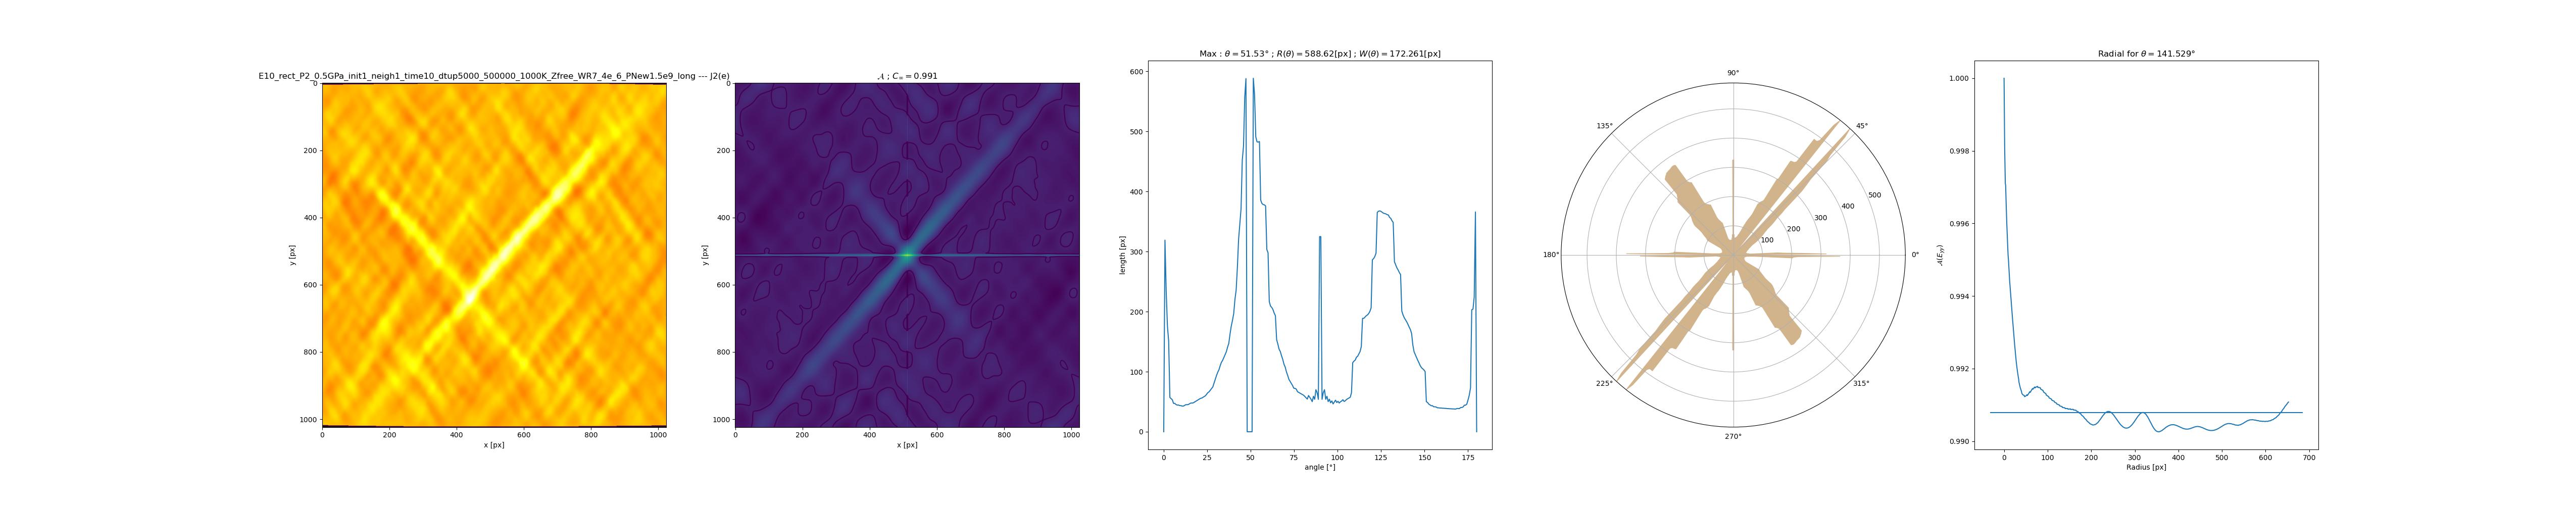 E10_rect_P2_0.5GPa_init1_neigh1_time10_dtup5000_500000_1000K_Zfree_WR7_4e_6_PNew1.5e9_long --- J2(e)
0
200
400
600
800
1000
y [px]
0 200 400 600 800 1000
x [px]
𝒜 ; C∞ = 0.991
0
200
400
600
800
1000
y [px]
0 200 400 600 800 1000
x [px]
Max : θ = 51.53° ; R(θ) = 588.62[px] ; W(θ) = 172.261[px]
600
500
400
300
200
100
0
length [px]
0 25 50 75 100 125 150 175
angle [°]
90°
135° 45°
500
400
300
200
100
180° 0°
225° 315°
270°
Radial for θ = 141.529°
1.000
0.998
0.996
0.994
0.992
0.990
0 100 200 300 400 500 600 700
Radius [px]